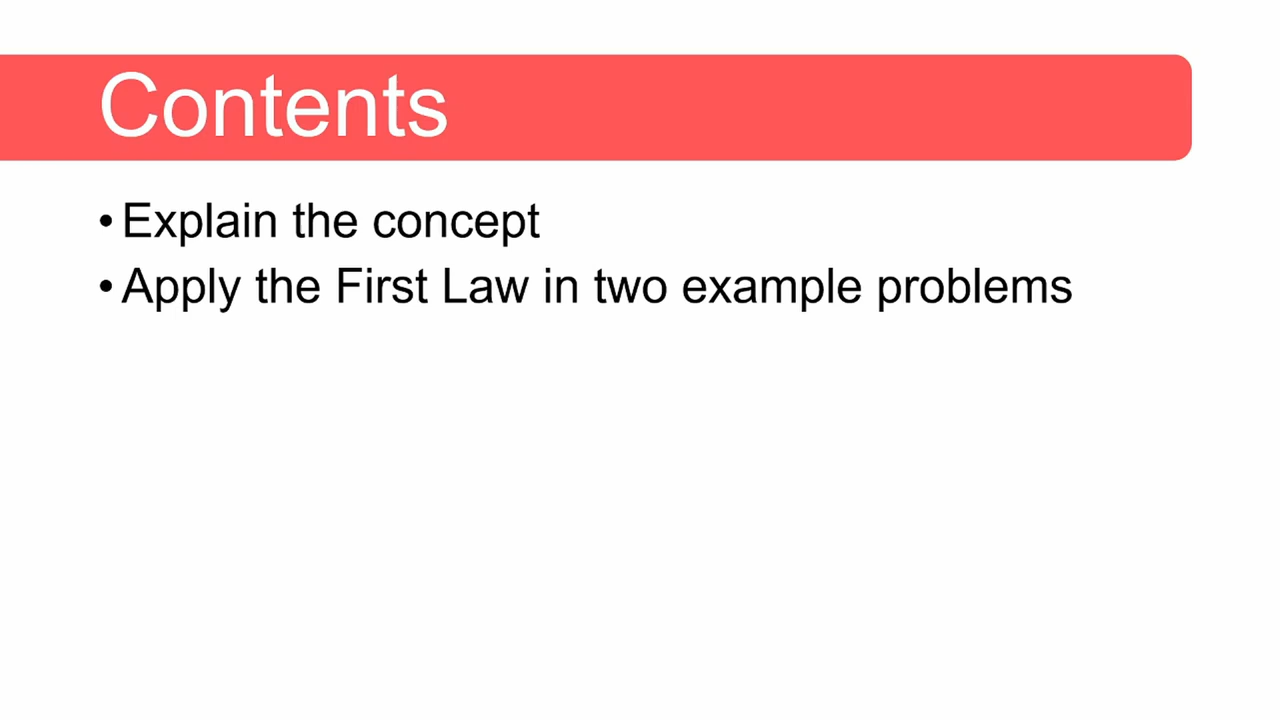 Contents
•Explain the concept
•Apply the First Law in two example problems